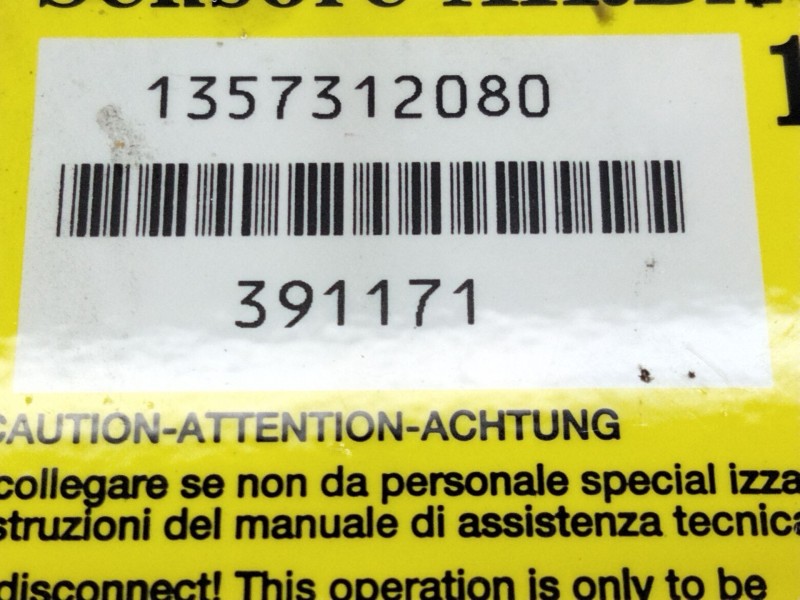 1357312080
391171
CAUTION-ATTENTION-ACHTUNG
collegare se non da personale special izza
struzioni del manuale di assistenza tecnica
disconnect! This operation is only to be